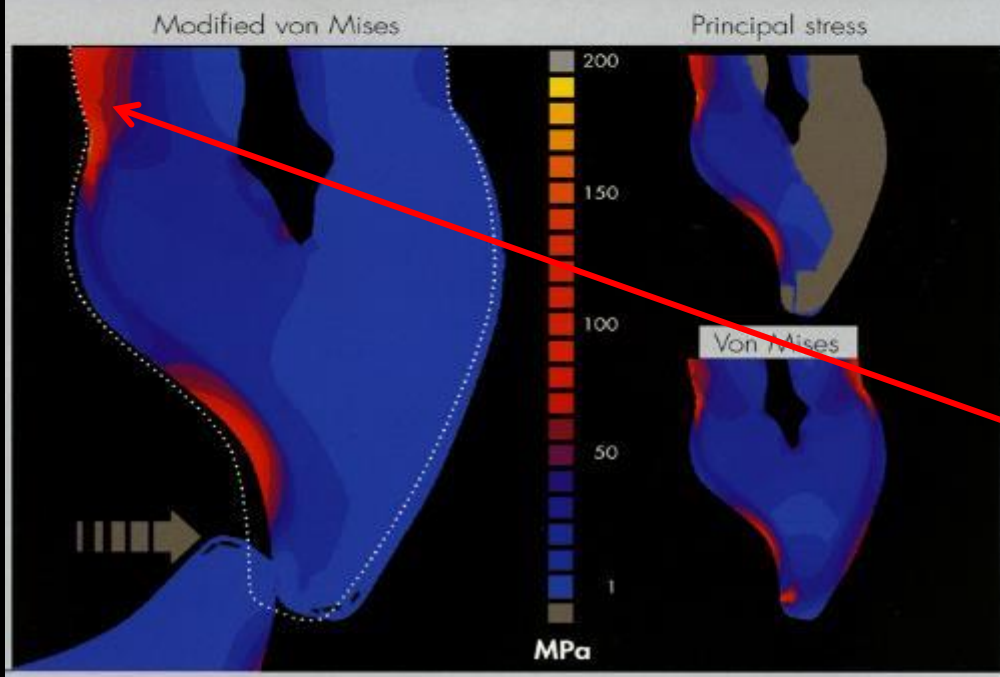 Modified von Mises
Principal stress
200
150
100
50
1
MPa
Von Mises